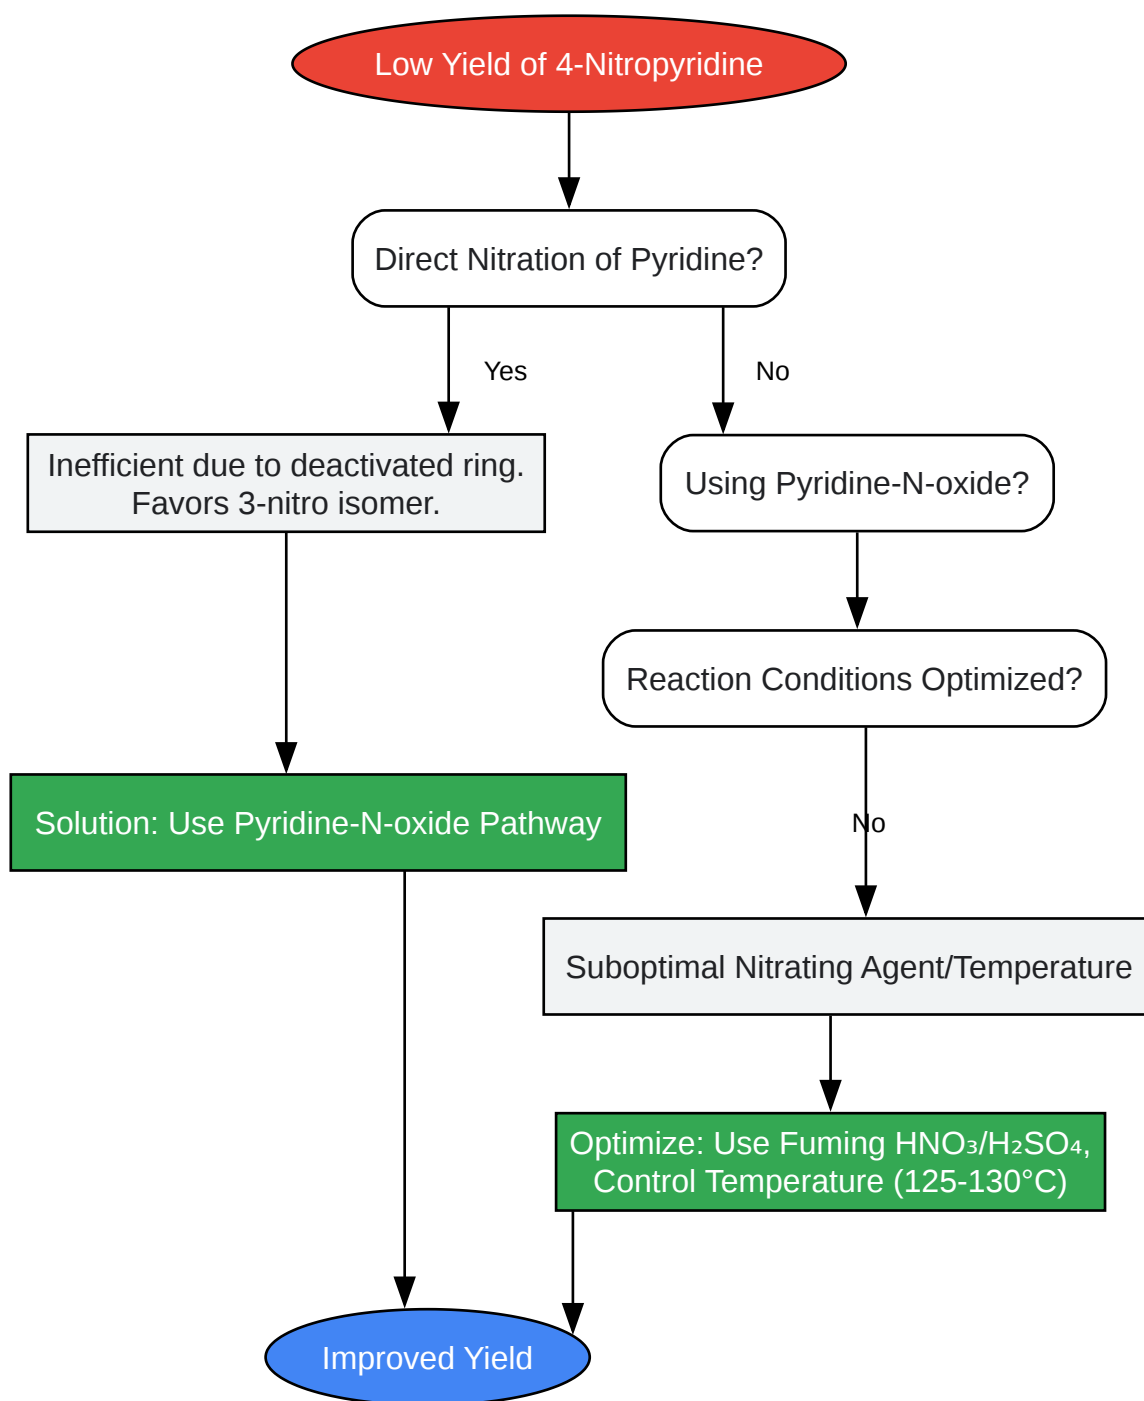 Low Yield of 4-Nitropyridine
Direct Nitration of Pyridine?
Yes
No
Inefficient due to deactivated ring.
Favors 3-nitro isomer.
Using Pyridine-N-oxide?
Reaction Conditions Optimized?
Solution: Use Pyridine-N-oxide Pathway
No
Suboptimal Nitrating Agent/Temperature
Optimize: Use Fuming HNO₃/H₂SO₄,
Control Temperature (125-130°C)
Improved Yield